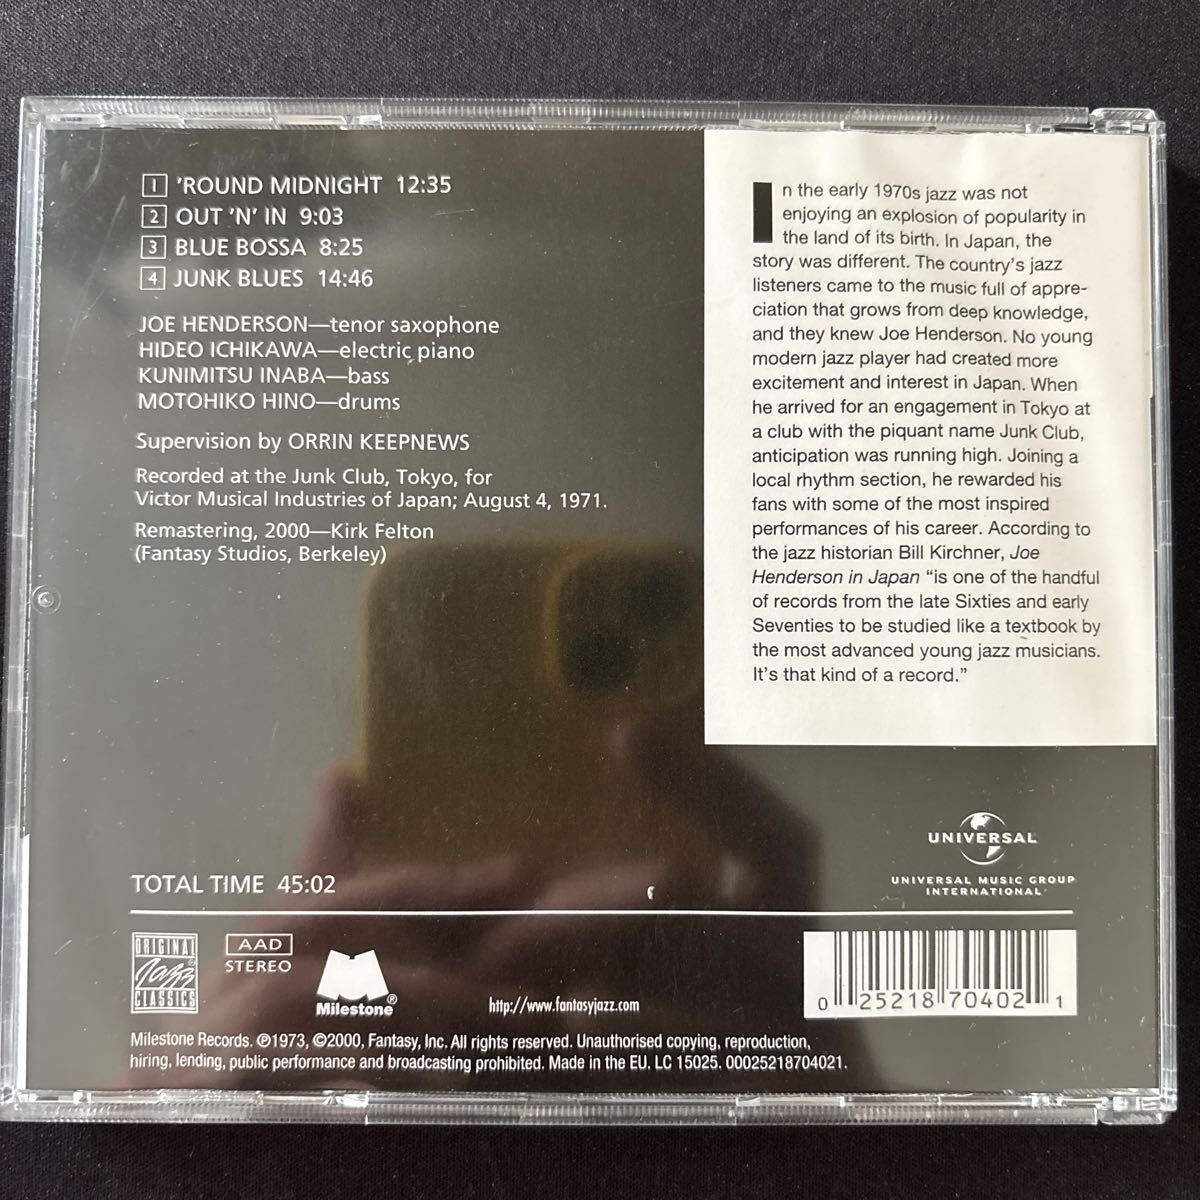 1 'ROUND MIDNIGHT 12:35
2 OUT 'N' IN 9:03
3 BLUE BOSSA 8:25
4 JUNK BLUES 14:46
JOE HENDERSON—tenor saxophone
HIDEO ICHIKAWA—electric piano
KUNIMITSU INABA—bass
MOTOHIKO HINO—drums
Supervision by ORRIN KEEPNEWS
Recorded at the Junk Club, Tokyo, for
Victor Musical Industries of Japan; August 4, 1971.
Remastering, 2000—Kirk Felton
(Fantasy Studios, Berkeley)
In the early 1970s jazz was not
enjoying an explosion of popularity in
the land of its birth. In Japan, the
story was different. The country's jazz
listeners came to the music full of appre-
ciation that grows from deep knowledge,
and they knew Joe Henderson. No young
modern jazz player had created more
excitement and interest in Japan. When
he arrived for an engagement in Tokyo at
a club with the piquant name Junk Club,
anticipation was running high. Joining a
local rhythm section, he rewarded his
fans with some of the most inspired
performances of his career. According to
the jazz historian Bill Kirchner, Joe
Henderson in Japan “is one of the handful
of records from the late Sixties and early
Seventies to be studied like a textbook by
the most advanced young jazz musicians.
It's that kind of a record.”
UNIVERSAL
UNIVERSAL MUSIC GROUP
INTERNATIONAL
TOTAL TIME 45:02
ORIGINAL
Jazz
CLASSICS
AAD
STEREO
Milestone®
http://www.fantasyjazz.com
0 25218 70402 1
Milestone Records. ℗1973, ©2000, Fantasy, Inc. All rights reserved. Unauthorised copying, reproduction,
hiring, lending, public performance and broadcasting prohibited. Made in the EU. LC 15025. 00025218704021.